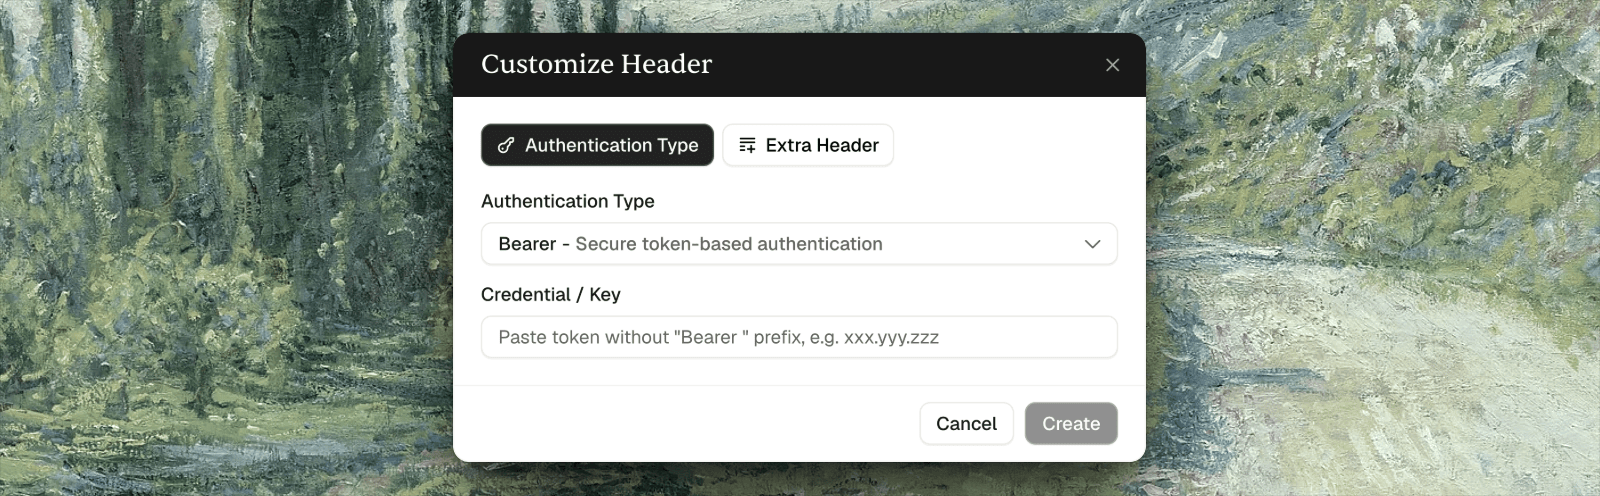 Customize Header
Authentication Type
Extra Header
Authentication Type
Bearer - Secure token-based authentication
Credential / Key
Paste token without "Bearer " prefix, e.g. xxx.yyy.zzz
Cancel
Create